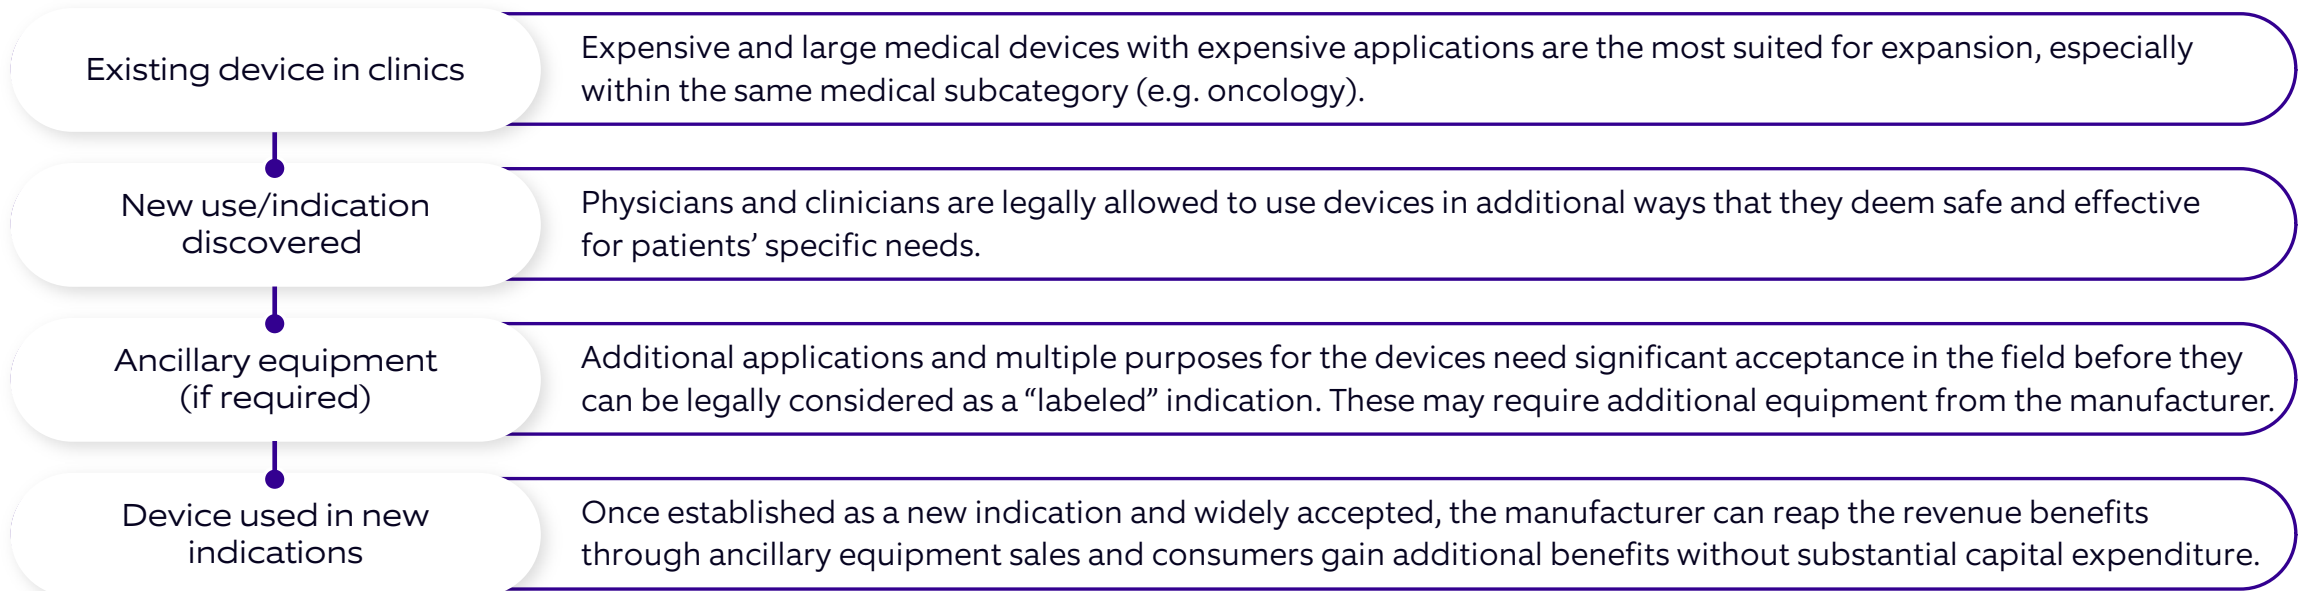 Existing device in clinics
Expensive and large medical devices with expensive applications are the most suited for expansion, especially
within the same medical subcategory (e.g. oncology).
New use/indication
discovered
Physicians and clinicians are legally allowed to use devices in additional ways that they deem safe and effective
for patients’ specific needs.
Ancillary equipment
(if required)
Additional applications and multiple purposes for the devices need significant acceptance in the field before they
can be legally considered as a “labeled” indication. These may require additional equipment from the manufacturer.
Device used in new
indications
Once established as a new indication and widely accepted, the manufacturer can reap the revenue benefits
through ancillary equipment sales and consumers gain additional benefits without substantial capital expenditure.